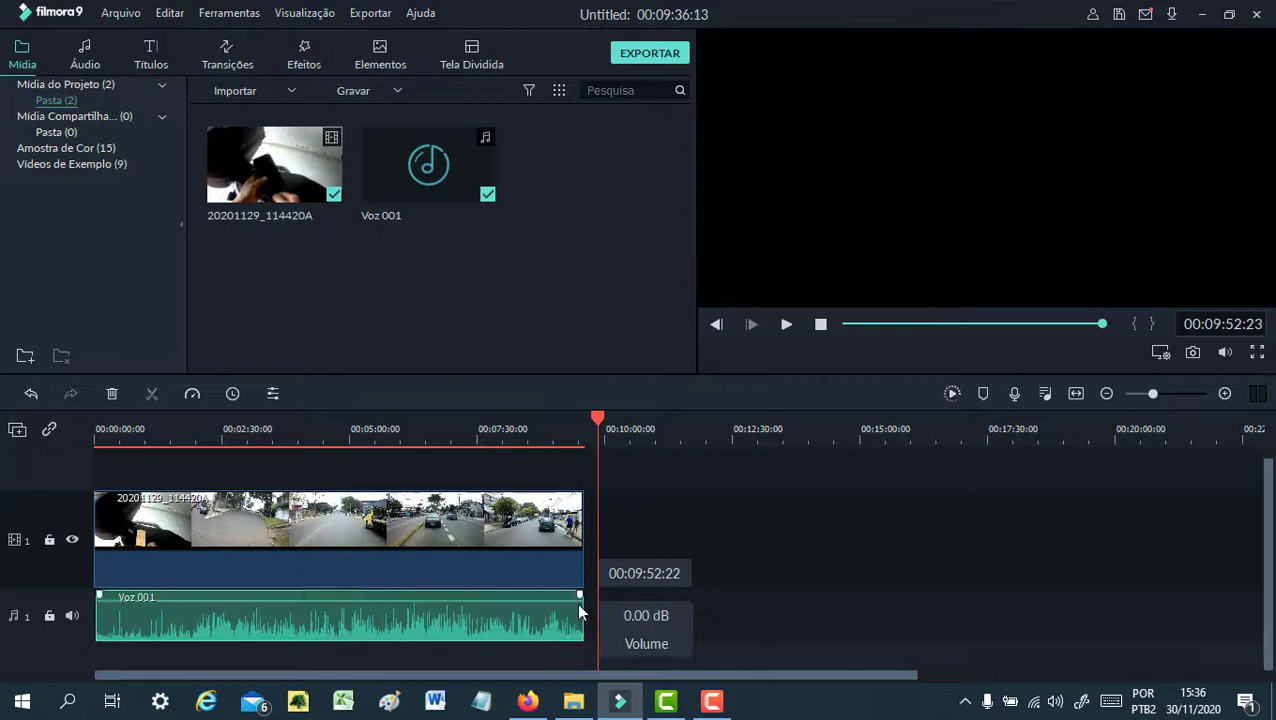 filmora9 Arquivo Editar Ferramentas Visualização Exportar Ajuda Untitled: 00:09:36:13
Mídia Áudio Títulos Transições Efeitos Elementos Tela Dividida EXPORTAR
Mídia do Projeto (2)
Pasta (2)
Mídia Compartilha... (0)
Pasta (0)
Amostra de Cor (15)
Vídeos de Exemplo (9)
Importar Gravar Pesquisa
20201129_114420A Voz 001
00:09:52:23
00:00:00:00 00:02:30:00 00:05:00:00 00:07:30:00 00:10:00:00 00:12:30:00 00:15:00:00 00:17:30:00 00:20:00:00 00:22
20201129_114420A
1
00:09:52:22
Voz 001
1
0.00 dB
Volume
6
POR
PTB2
15:36
30/11/2020
1